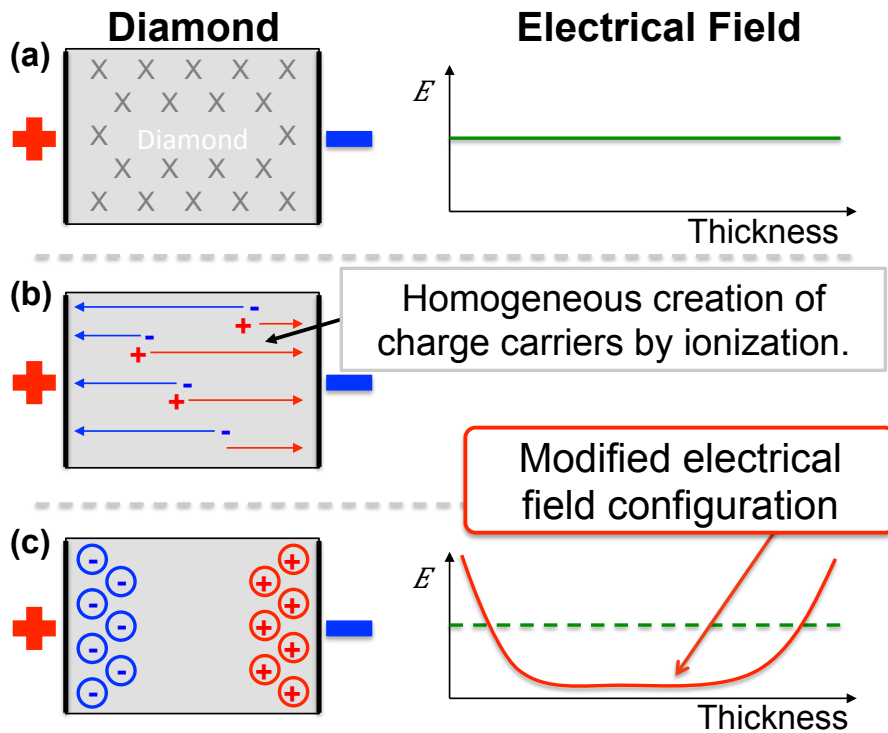 Diamond
Electrical Field
(a)
X X X X X
X X X X
X Diamond X
X X X X
X X X X X
+
−
E
Thickness
(b)
Homogeneous creation of
charge carriers by ionization.
+
−
-
+
-
+
-
+
-
Modified electrical
field configuration
(c)
+
−
- - - - - - -
+ + + + + + +
E
Thickness